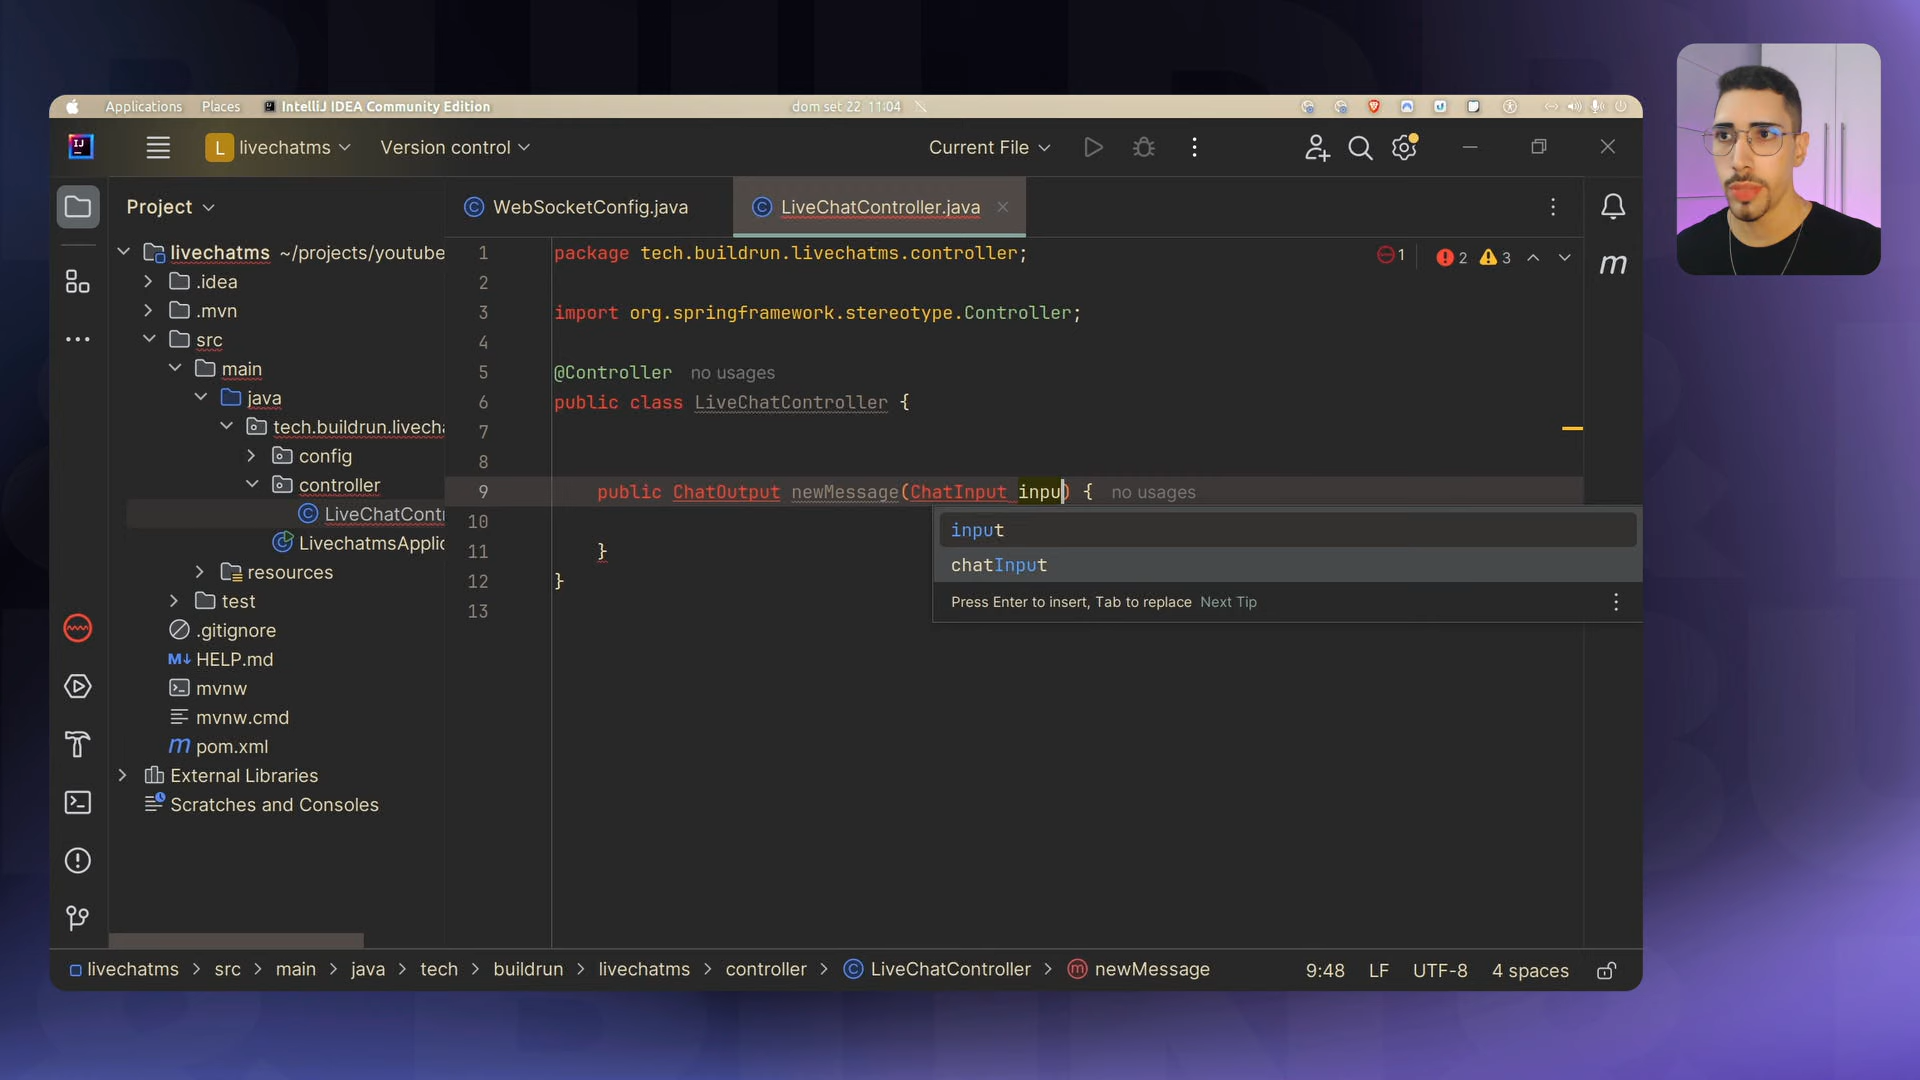 Applications Places IntelliJ IDEA Community Edition dom set 22 11:04
L livechatms Version control Current File
Project
WebSocketConfig.java LiveChatController.java
livechatms ~/projects/youtube
.idea
.mvn
src
main
java
tech.buildrun.livech
config
controller
LiveChatCont
LivechatmsApplic
resources
test
.gitignore
M↓ HELP.md
mvnw
mvnw.cmd
m pom.xml
External Libraries
Scratches and Consoles
1 package tech.buildrun.livechatms.controller;
1 2 3
2
3 import org.springframework.stereotype.Controller;
4
5 @Controller no usages
6 public class LiveChatController {
7
8
9 public ChatOutput newMessage(ChatInput inpu) { no usages
10
11 }
12 }
13
input
chatInput
Press Enter to insert, Tab to replace Next Tip
m
livechatms > src > main > java > tech > buildrun > livechatms > controller > LiveChatController > newMessage
9:48 LF UTF-8 4 spaces